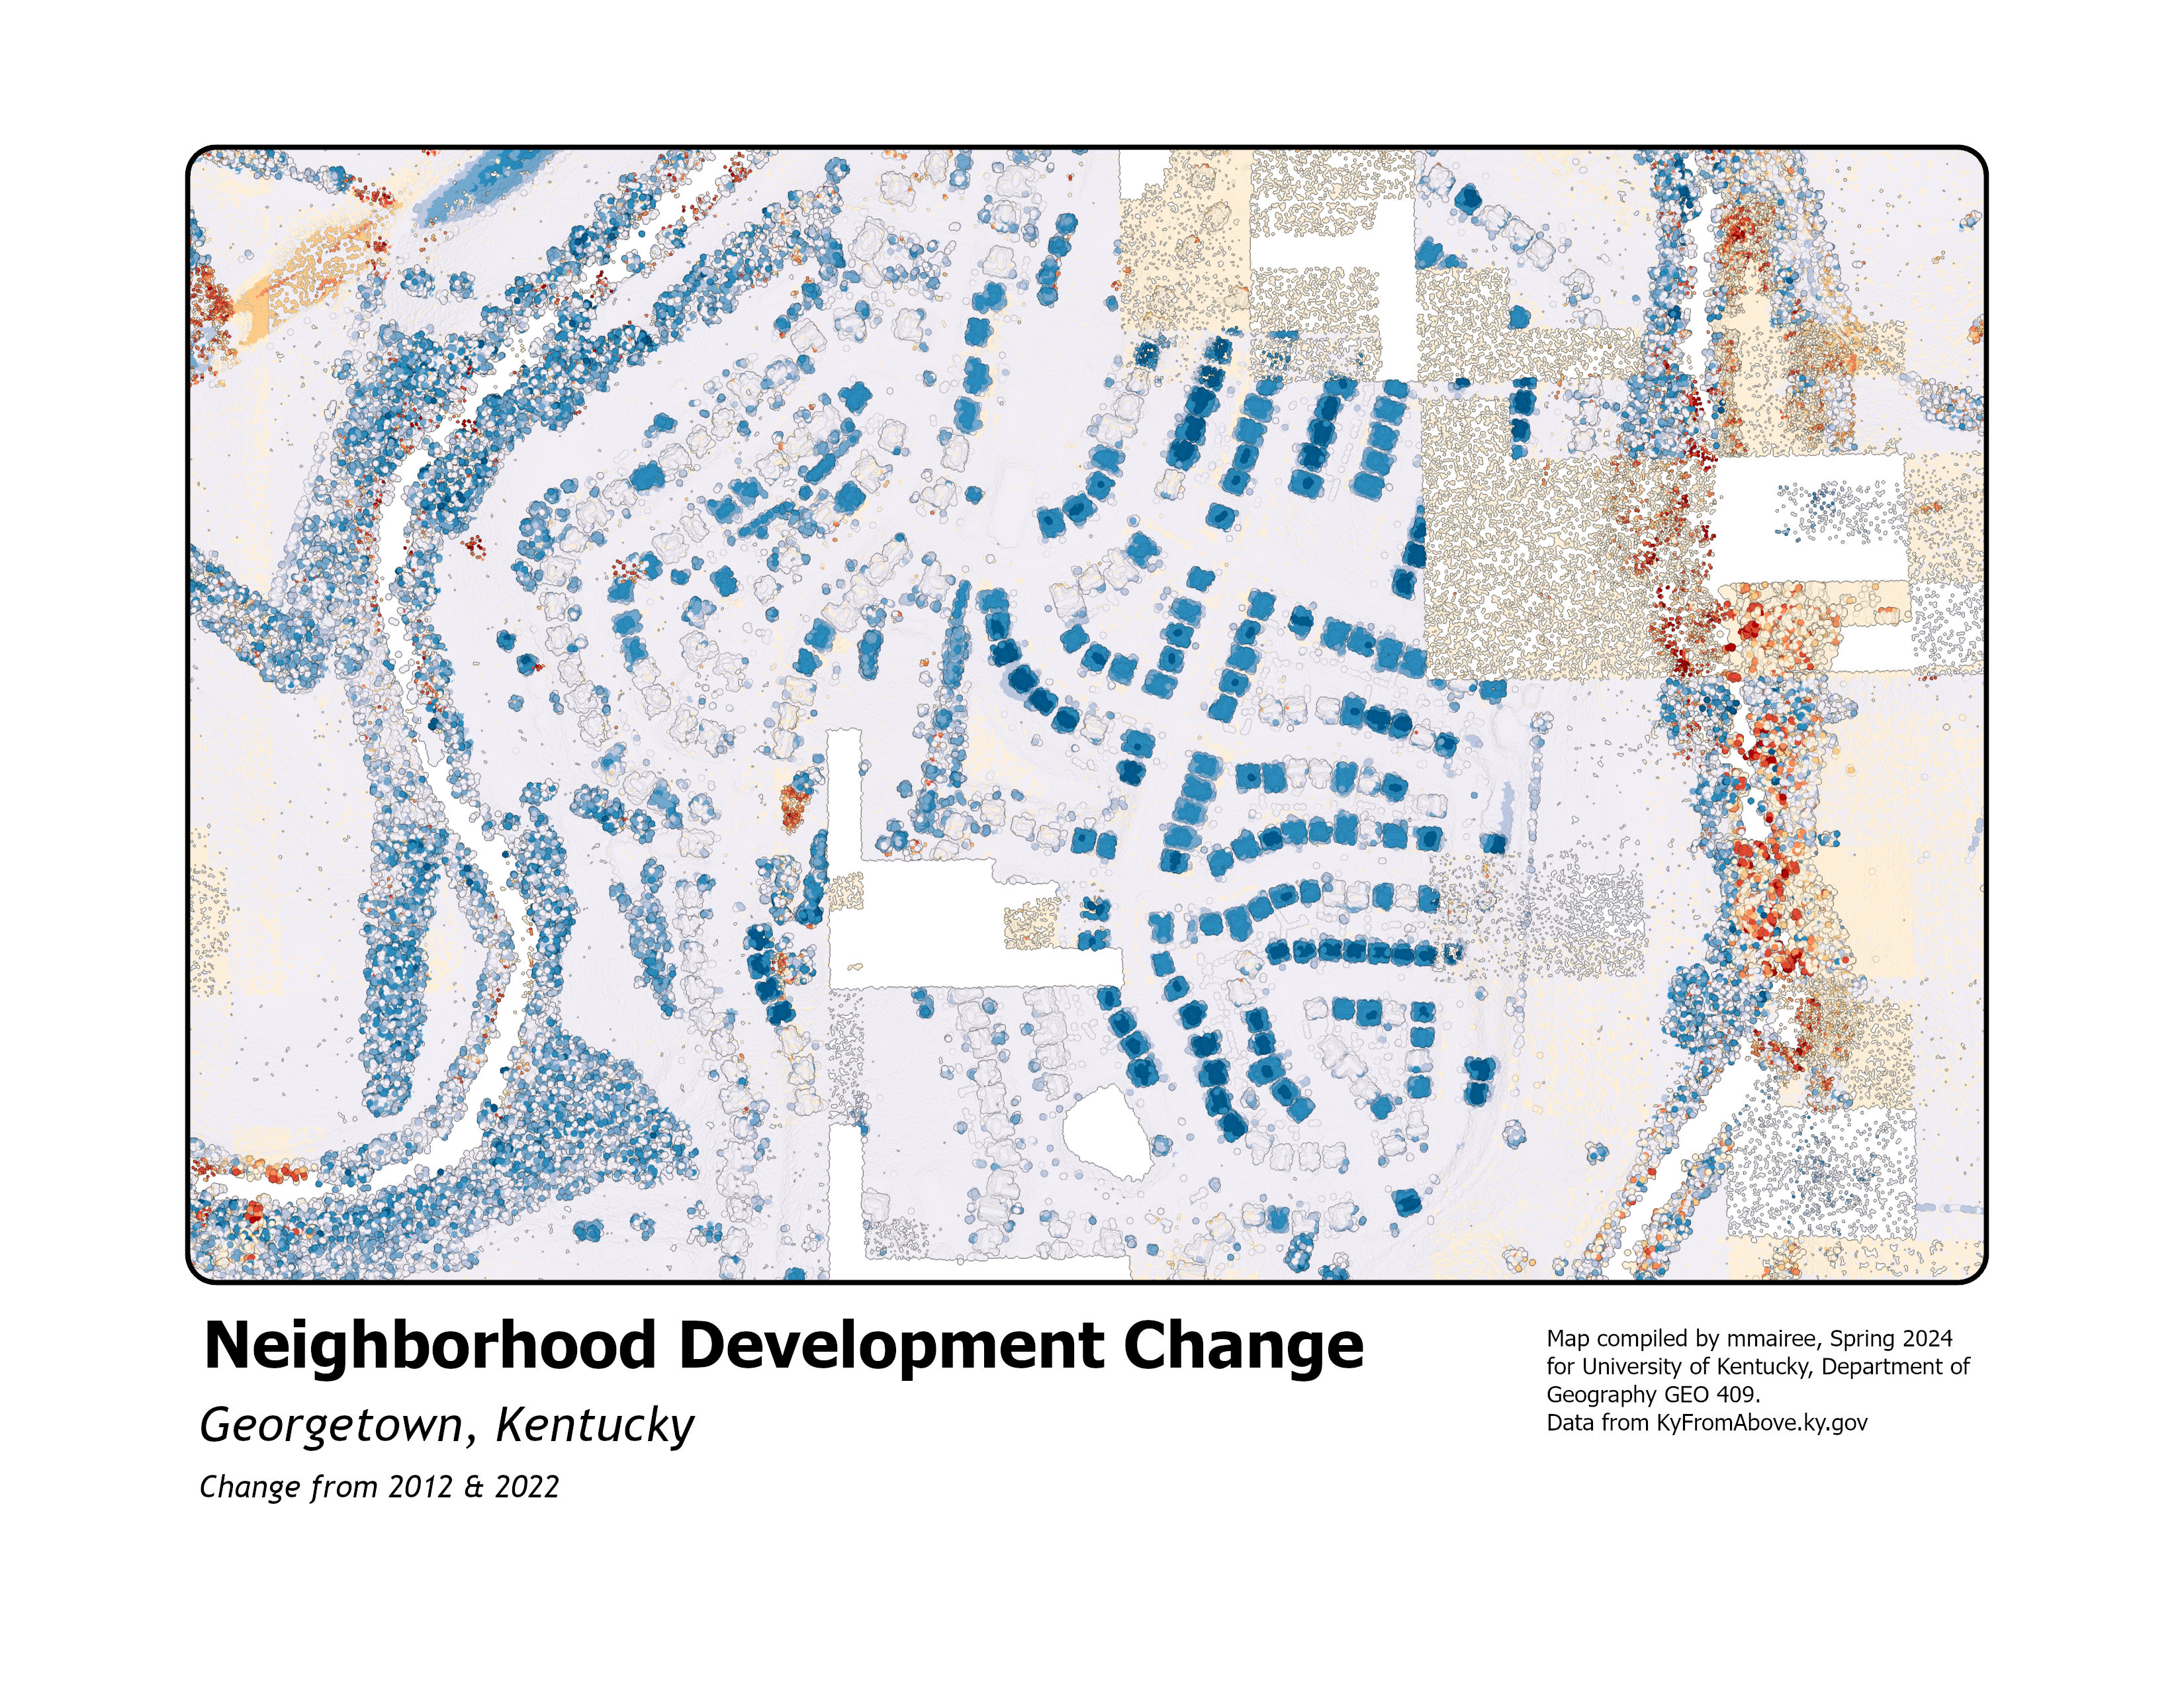 Neighborhood Development Change
Georgetown, Kentucky
Change from 2012 & 2022
Map compiled by mmairee, Spring 2024
for University of Kentucky, Department of
Geography GEO 409.
Data from KyFromAbove.ky.gov